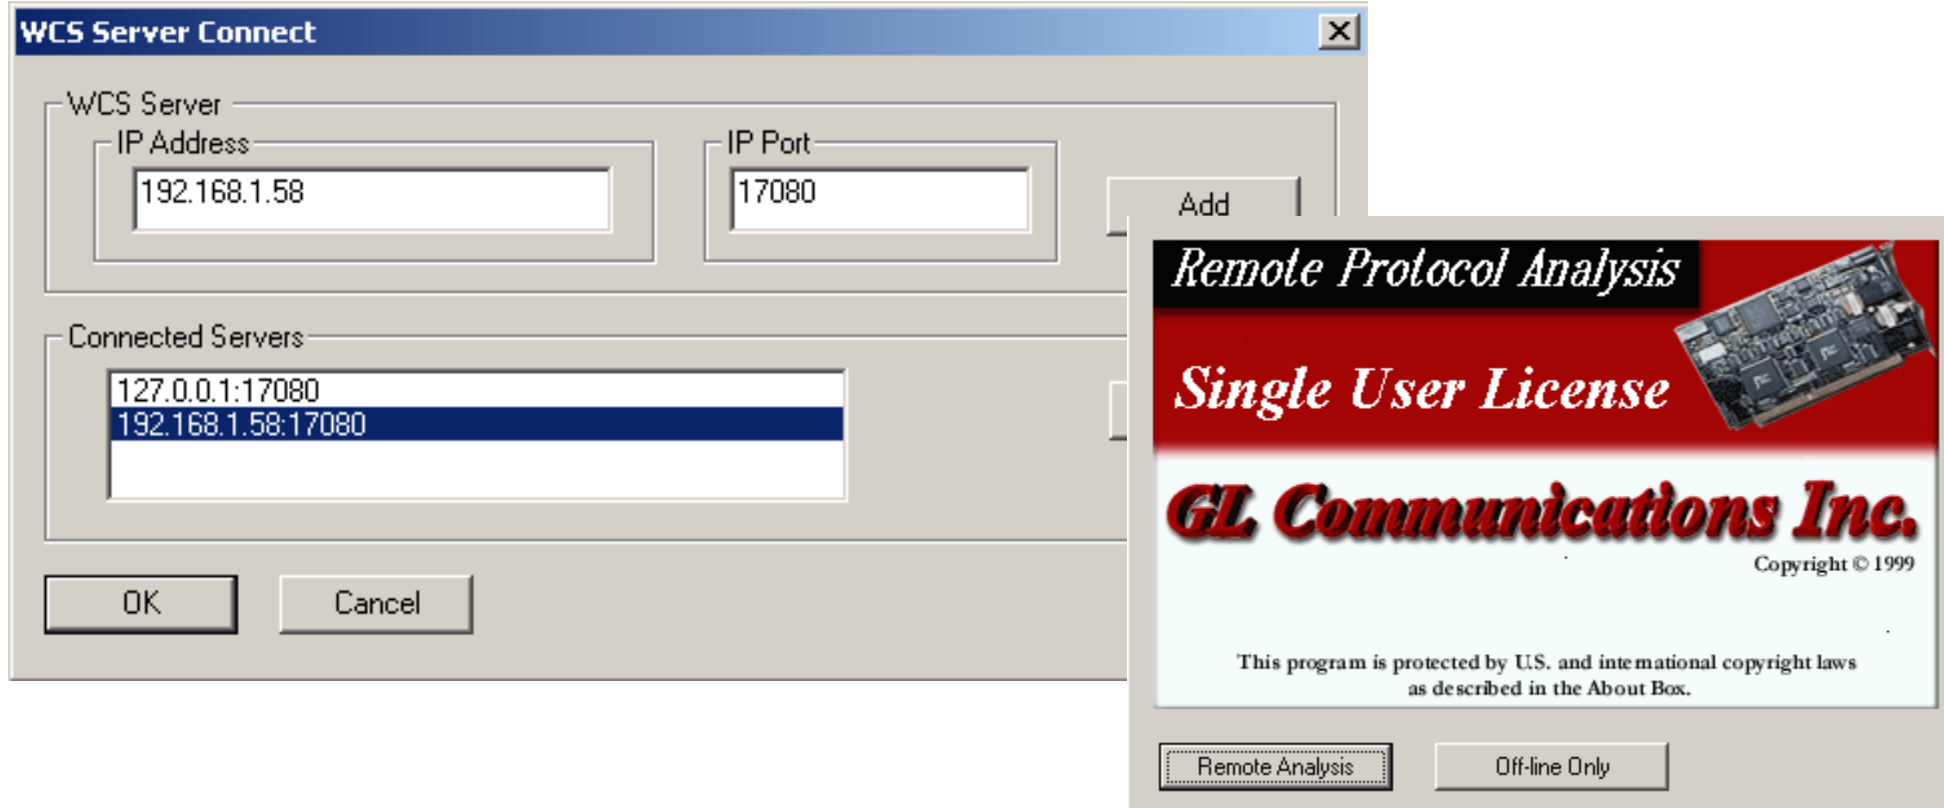 WCS Server Connect
WCS Server
IP Address
192.168.1.58
IP Port
17080
Add
Connected Servers
127.0.0.1:17080
192.168.1.58:17080
OK
Cancel
Remote Protocol Analysis
Single User License
GL Communications Inc.
Copyright © 1999
This program is protected by U.S. and international copyright laws
as described in the About Box.
Remote Analysis
Off-line Only